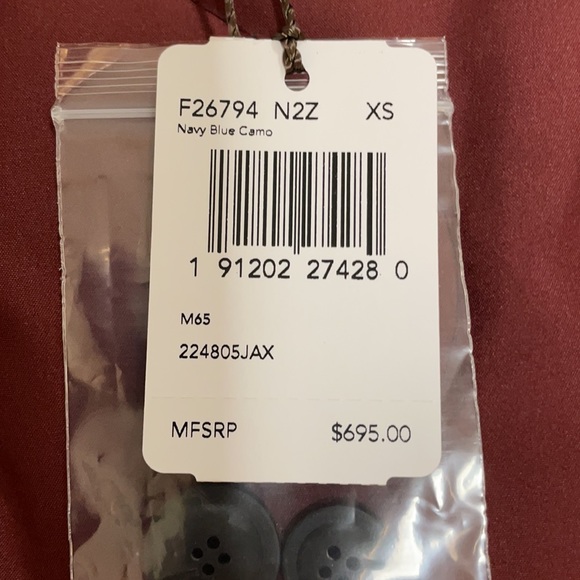 F26794 N2Z XS
Navy Blue Camo
1 91202 27428 0
M65
224805JAX
MFSRP $695.00